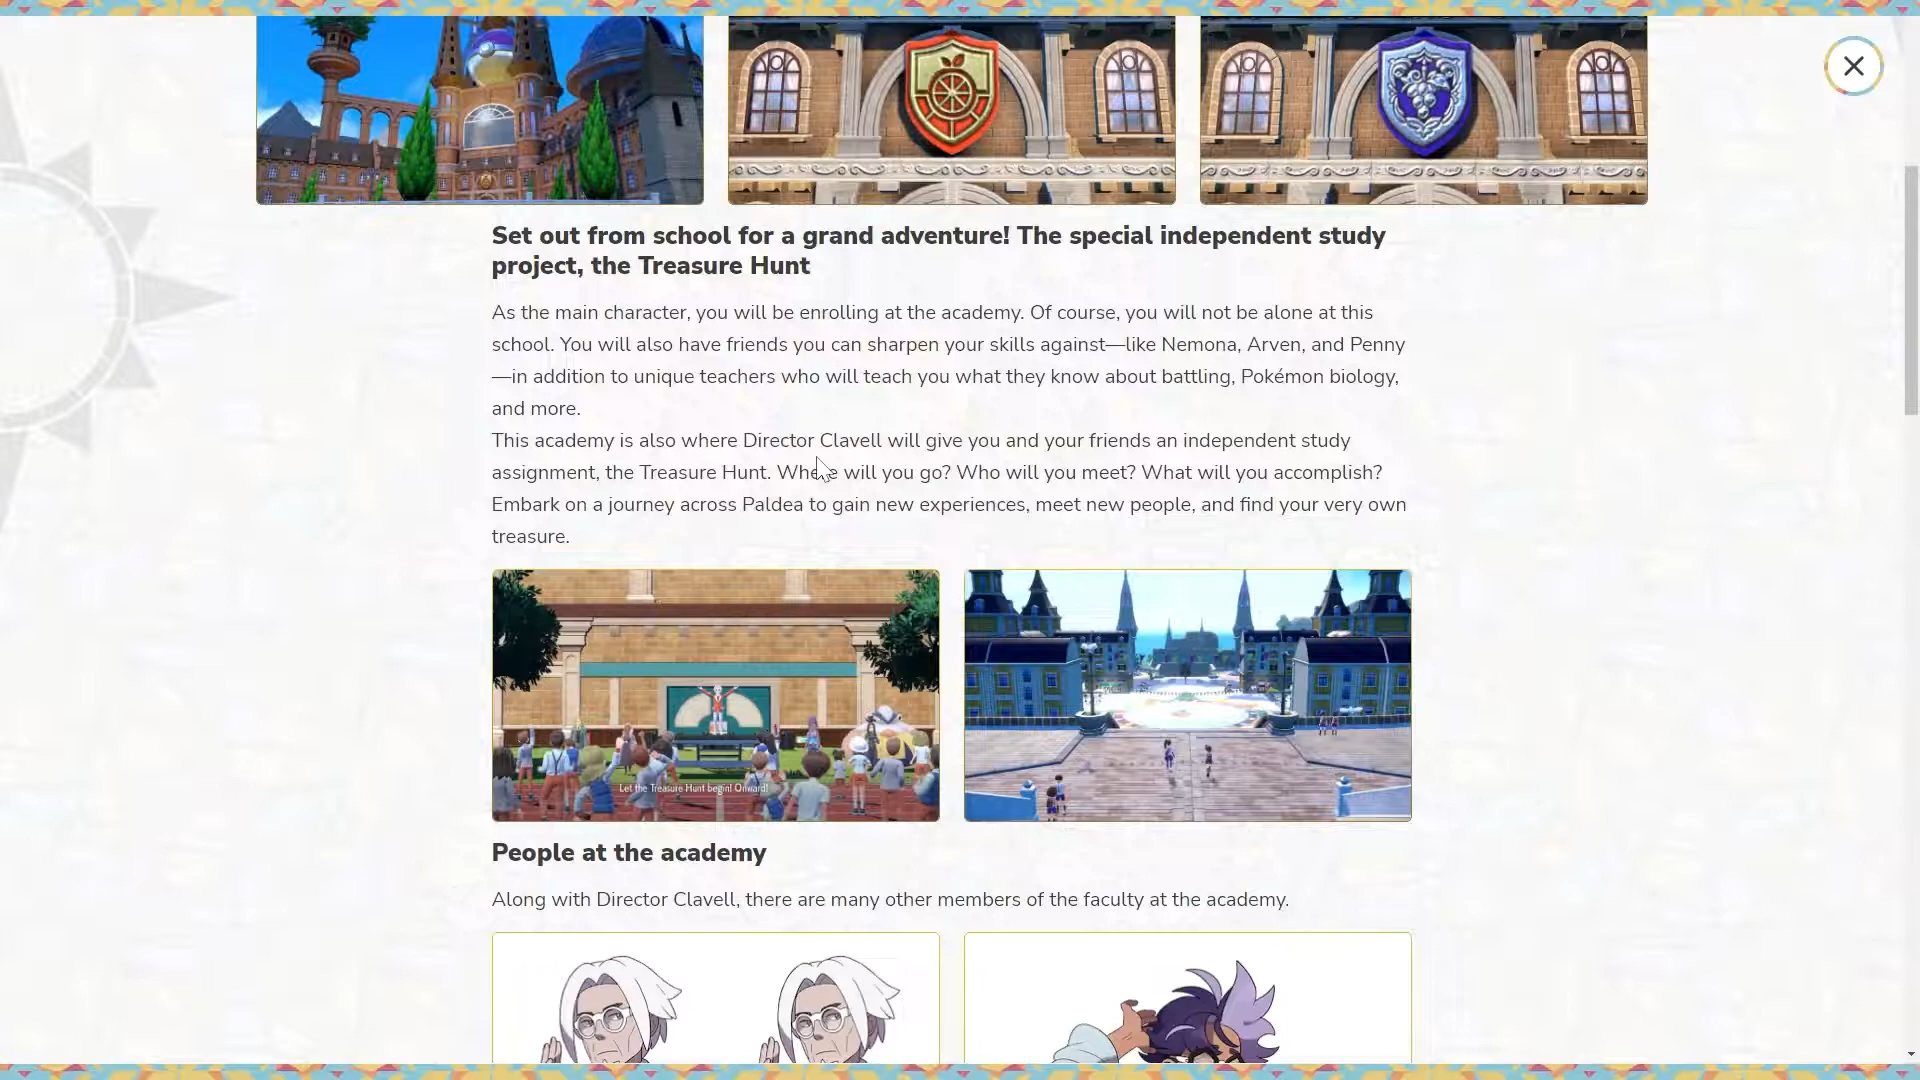 Set out from school for a grand adventure! The special independent study
project, the Treasure Hunt
As the main character, you will be enrolling at the academy. Of course, you will not be alone at this
school. You will also have friends you can sharpen your skills against—like Nemona, Arven, and Penny
—in addition to unique teachers who will teach you what they know about battling, Pokémon biology,
and more.
This academy is also where Director Clavell will give you and your friends an independent study
assignment, the Treasure Hunt. Where will you go? Who will you meet? What will you accomplish?
Embark on a journey across Paldea to gain new experiences, meet new people, and find your very own
treasure.
Let the Treasure Hunt begin! Onward!
People at the academy
Along with Director Clavell, there are many other members of the faculty at the academy.